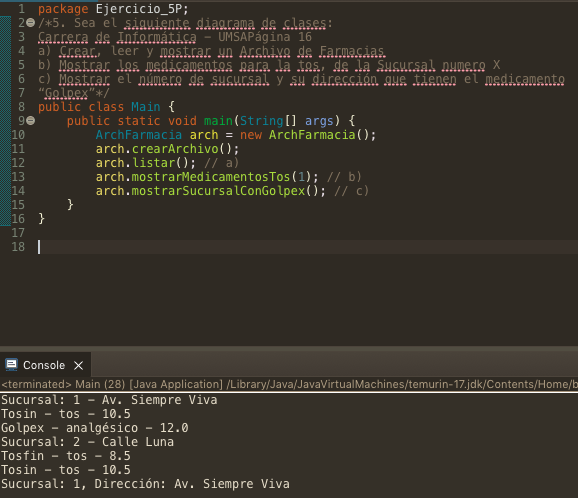 1 package Ejercicio_5P;
2 /*5. Sea el siguiente diagrama de clases:
3 Carrera de Informática – UMSAPágina 16
4 a) Crear, leer y mostrar un Archivo de Farmacias
5 b) Mostrar los medicamentos para la tos, de la Sucursal numero X
6 c) Mostrar el número de sucursal y su dirección que tienen el medicamento
7 “Golpex”*/
8 public class Main {
9 public static void main(String[] args) {
10 ArchFarmacia arch = new ArchFarmacia();
11 arch.crearArchivo();
12 arch.listar(); // a)
13 arch.mostrarMedicamentosTos(1); // b)
14 arch.mostrarSucursalConGolpex(); // c)
15 }
16 }
17
18
Console
<terminated> Main (28) [Java Application] /Library/Java/JavaVirtualMachines/temurin-17.jdk/Contents/Home/b
Sucursal: 1 - Av. Siempre Viva
Tosin - tos - 10.5
Golpex - analgésico - 12.0
Sucursal: 2 - Calle Luna
Tosfin - tos - 8.5
Tosin - tos - 10.5
Sucursal: 1, Dirección: Av. Siempre Viva